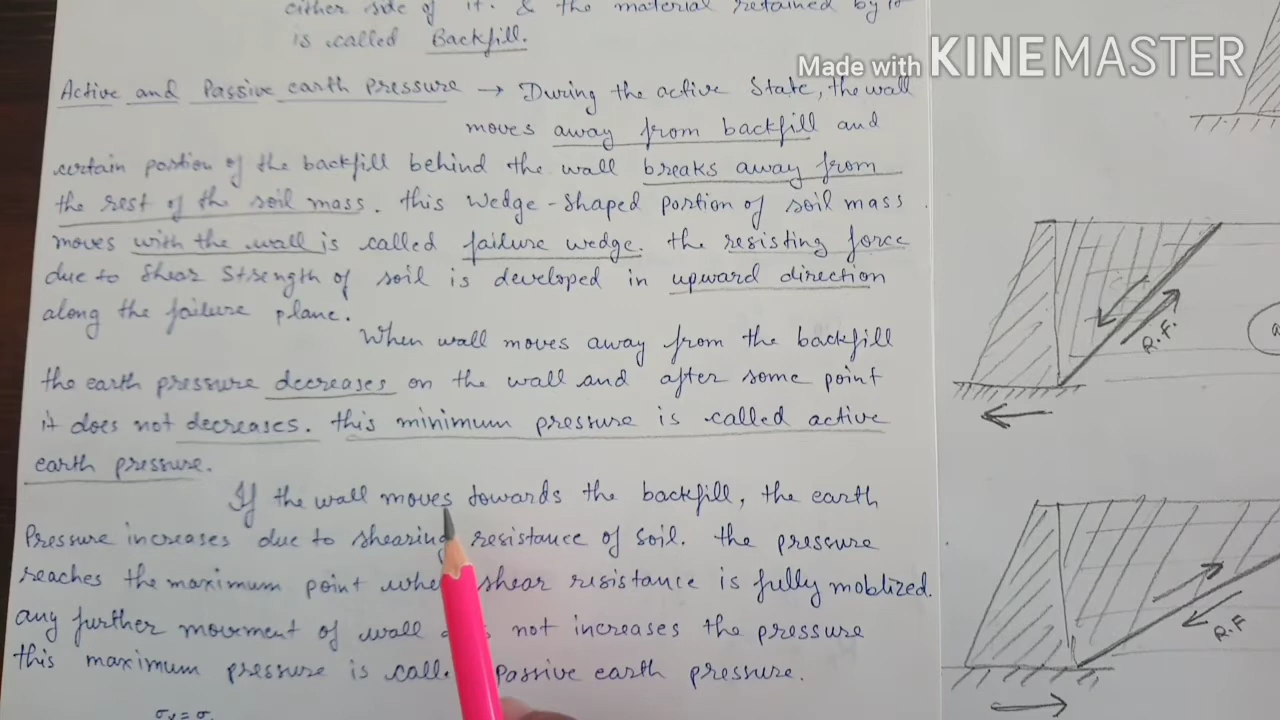 either side of it. & the material retained by it
is called Backfill.
Made with KINEMASTER
Active and Passive earth pressure → During the active State, the wall
moves away from backfill and
certain portion of the backfill behind the wall breaks away from
the rest of the soil mass. this wedge-shaped portion of soil mass
moves with the wall is called failure wedge. the resisting force
due to shear strength of soil is developed in upward direction
along the failure plane.
When wall moves away from the backfill
the earth pressure decreases on the wall and after some point
it does not decreases. this minimum pressure is called active
earth pressure.
If the wall moves towards the backfill, the earth
Pressure increases due to shearing resistance of soil. the pressure
reaches the maximum point whe shear resistance is fully moblized.
any further movement of wall not increases the pressure
this maximum pressure is call Passive earth pressure.
R.F.
R.F